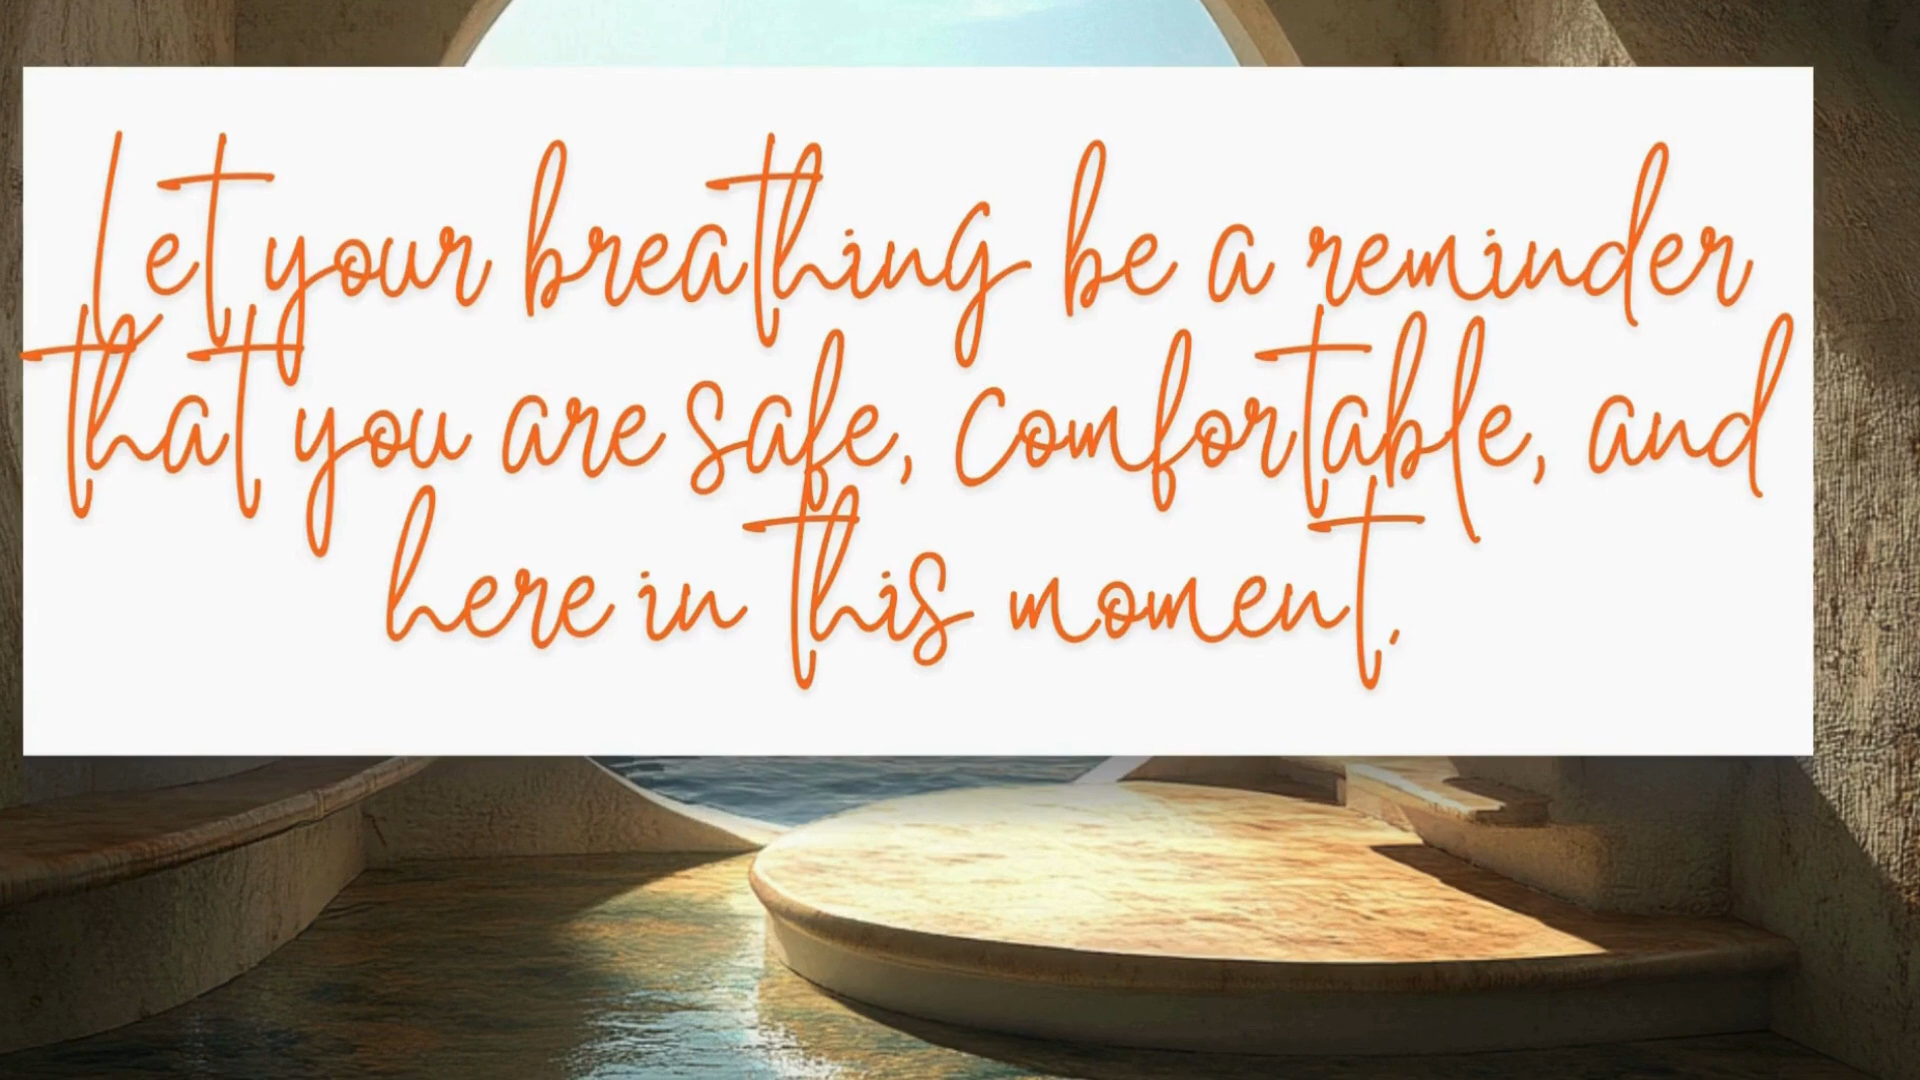 Let your breathing be a reminder
that you are safe, comfortable, and
here in this moment.